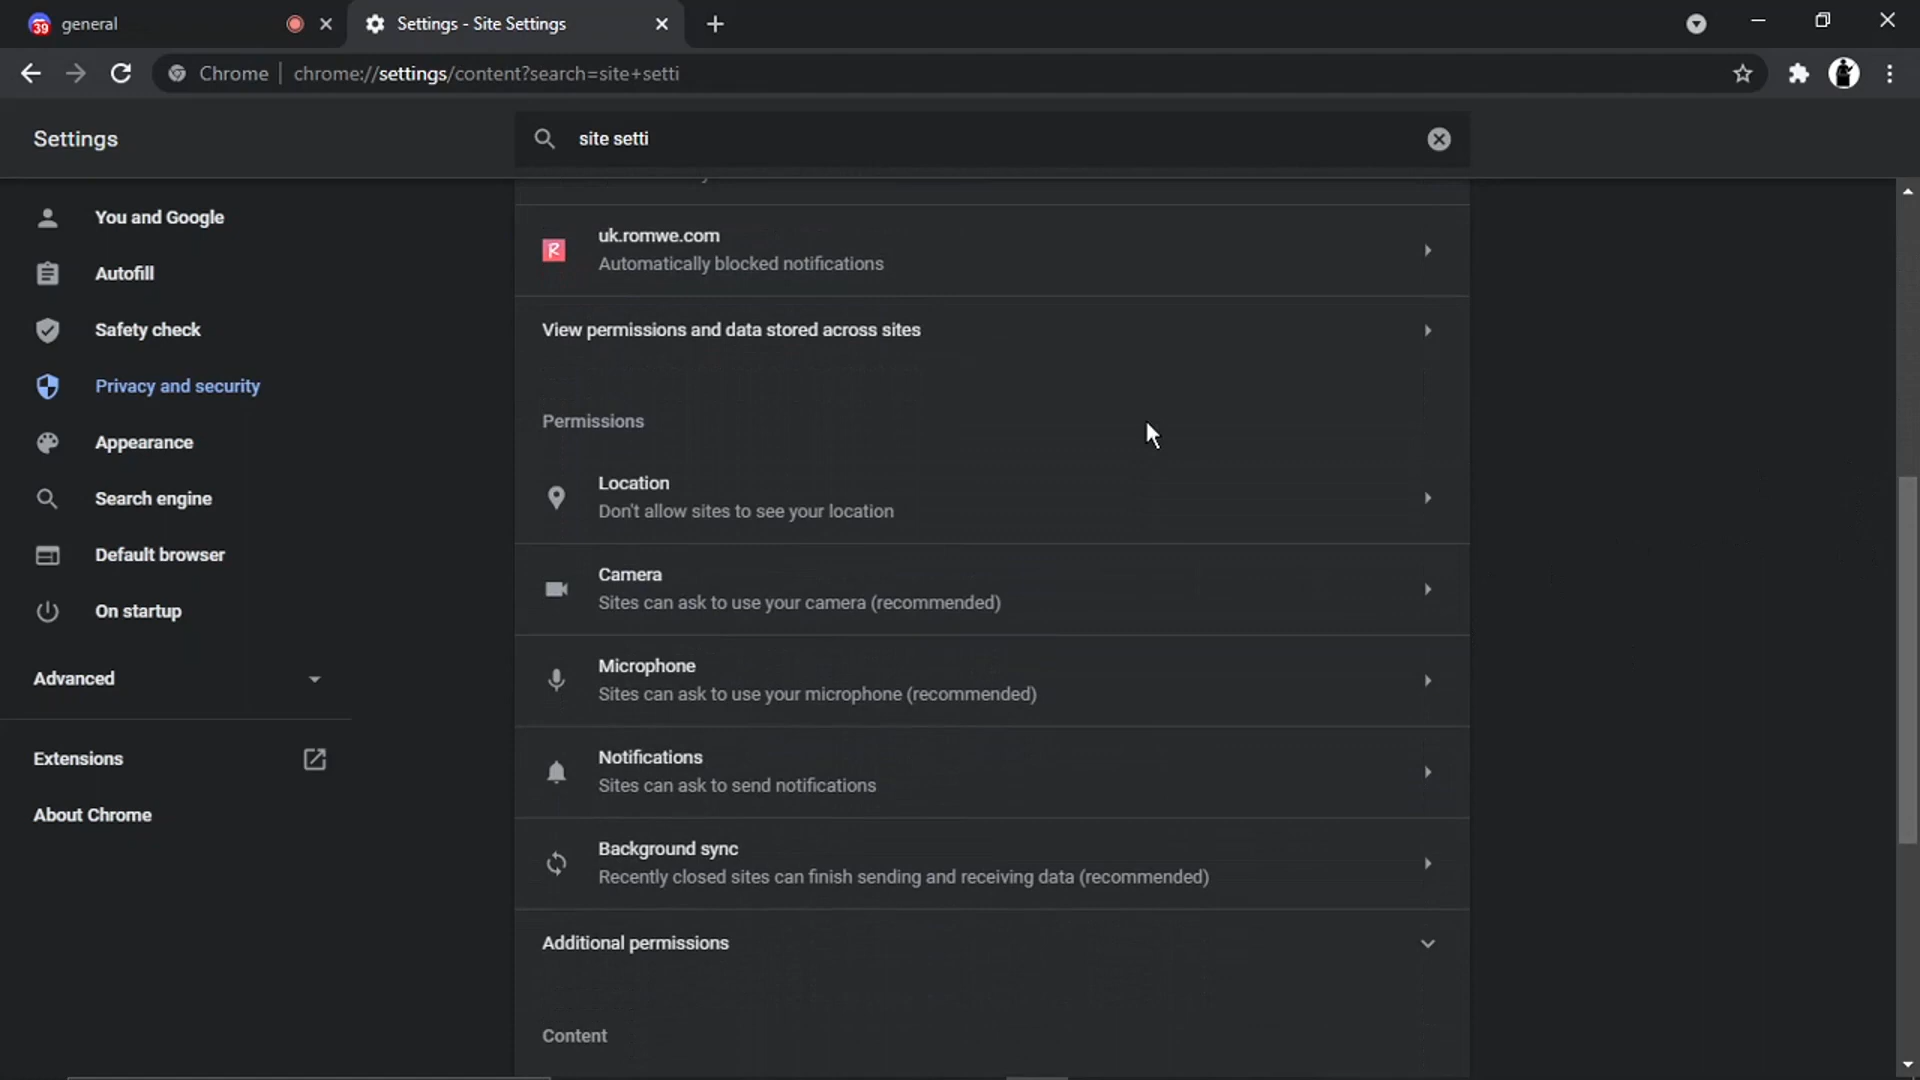 39 general
Settings - Site Settings
Chrome | chrome://settings/content?search=site+setti
Settings
site setti
You and Google
Autofill
Safety check
Privacy and security
Appearance
Search engine
Default browser
On startup
Advanced
Extensions
About Chrome
R
uk.romwe.com
Automatically blocked notifications
View permissions and data stored across sites
Permissions
Location
Don't allow sites to see your location
Camera
Sites can ask to use your camera (recommended)
Microphone
Sites can ask to use your microphone (recommended)
Notifications
Sites can ask to send notifications
Background sync
Recently closed sites can finish sending and receiving data (recommended)
Additional permissions
Content